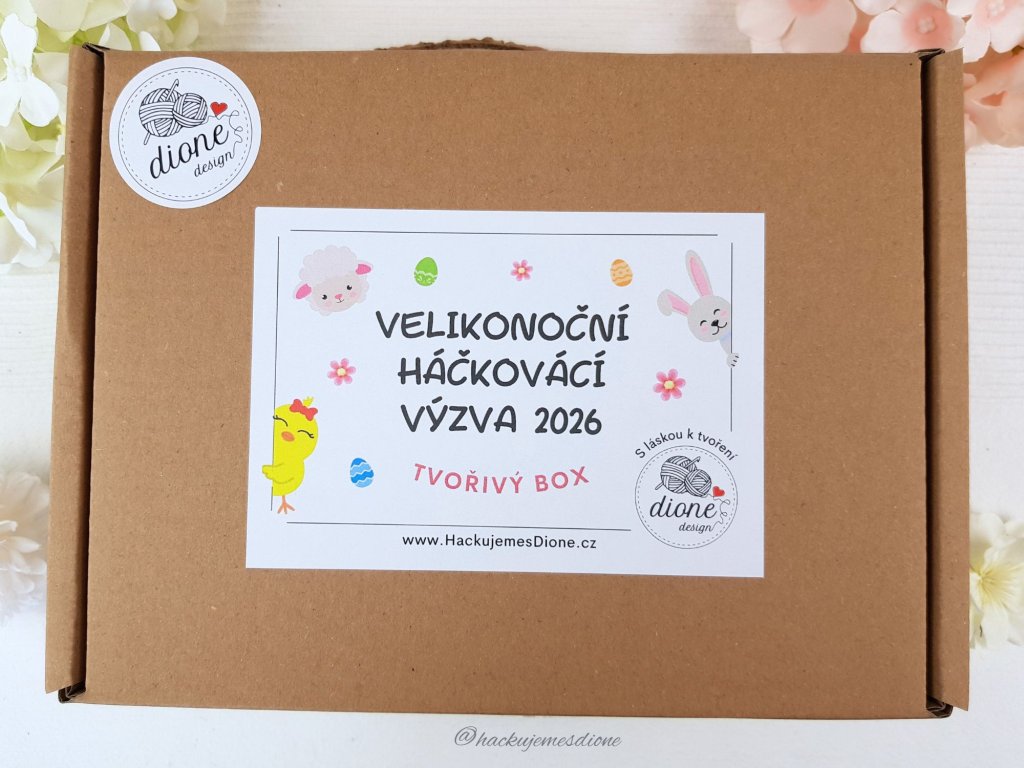 dione
design
VELIKONOČNÍ
HÁČKOVÁCÍ
VÝZVA 2026
TVOŘIVÝ BOX
S láskou k tvoření
dione
design
www.HackujemesDione.cz
@hackujemesdione